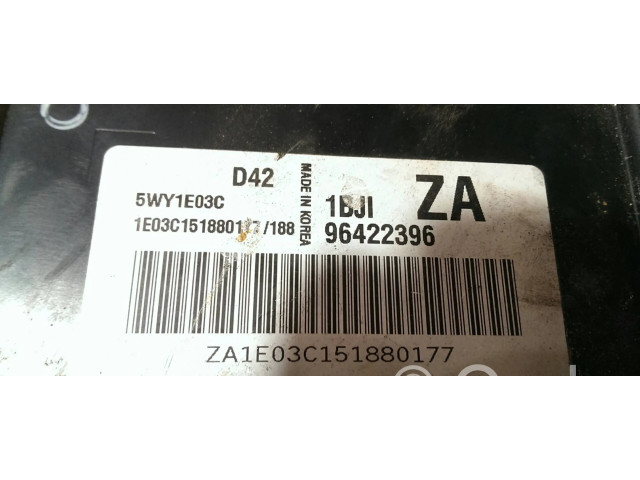 D42
5WY1E03C
1E03C151880177/188
MADE IN KOREA
1BJI
ZA
96422396
ZA1E03C151880177